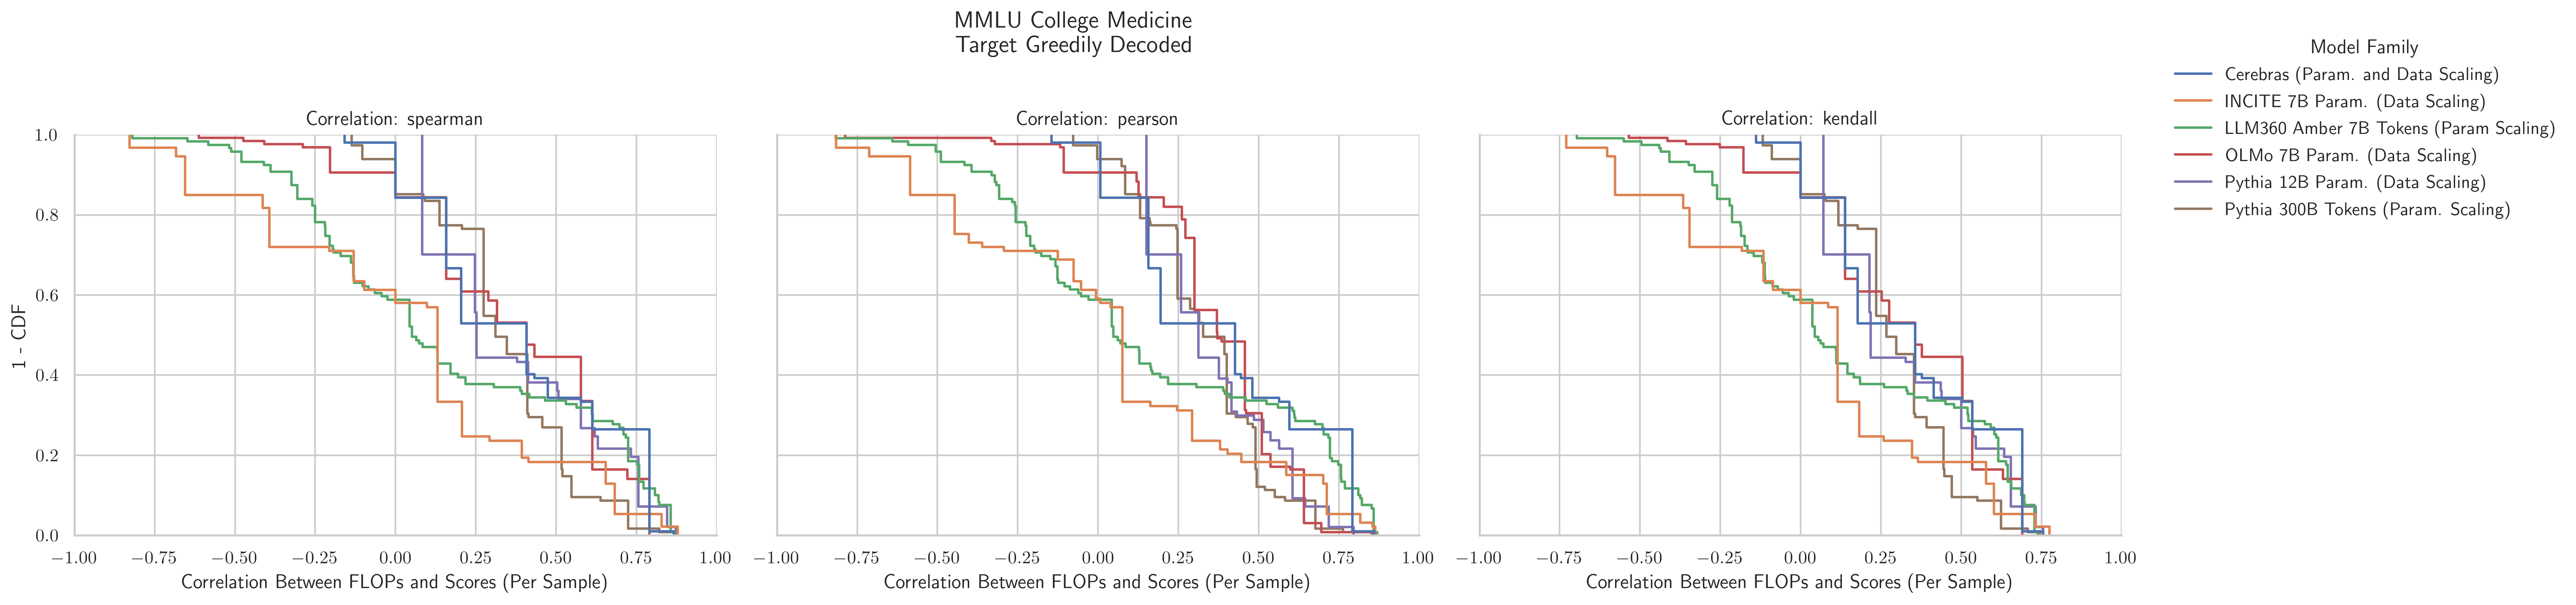 MMLU College Medicine
Target Greedily Decoded
Model Family
Cerebras (Param. and Data Scaling)
INCITE 7B Param. (Data Scaling)
LLM360 Amber 7B Tokens (Param Scaling)
OLMo 7B Param. (Data Scaling)
Pythia 12B Param. (Data Scaling)
Pythia 300B Tokens (Param. Scaling)
Correlation: spearman
Correlation: pearson
Correlation: kendall
1 - CDF
1.0
0.8
0.6
0.4
0.2
0.0
−1.00 −0.75 −0.50 −0.25 0.00 0.25 0.50 0.75 1.00
−1.00 −0.75 −0.50 −0.25 0.00 0.25 0.50 0.75 1.00
−1.00 −0.75 −0.50 −0.25 0.00 0.25 0.50 0.75 1.00
Correlation Between FLOPs and Scores (Per Sample)
Correlation Between FLOPs and Scores (Per Sample)
Correlation Between FLOPs and Scores (Per Sample)